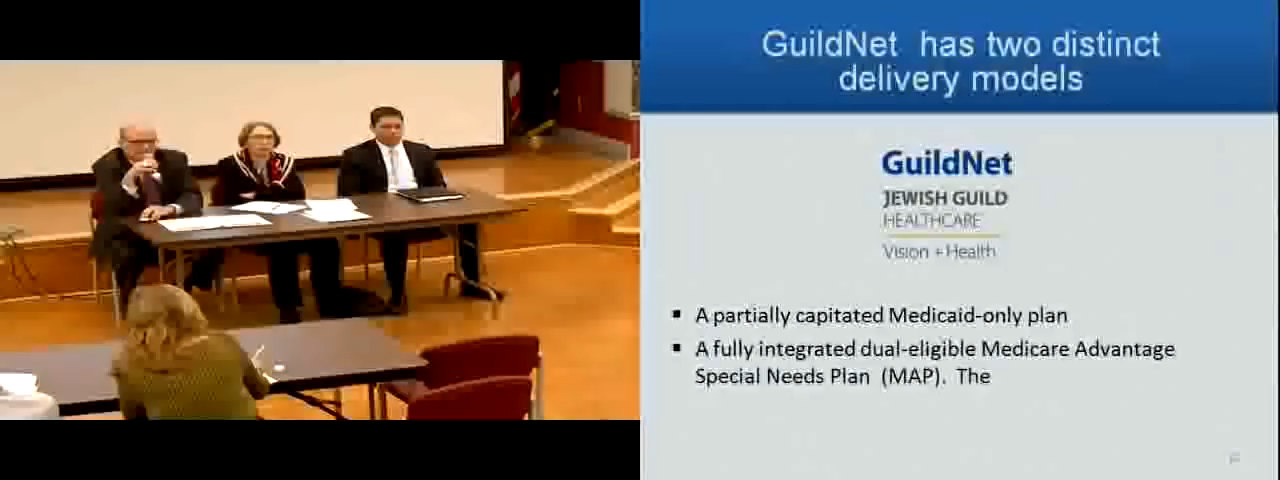 GuildNet has two distinct
delivery models
GuildNet
JEWISH GUILD
HEALTHCARE
Vision + Health
▪ A partially capitated Medicaid-only plan
▪ A fully integrated dual-eligible Medicare Advantage
Special Needs Plan (MAP). The